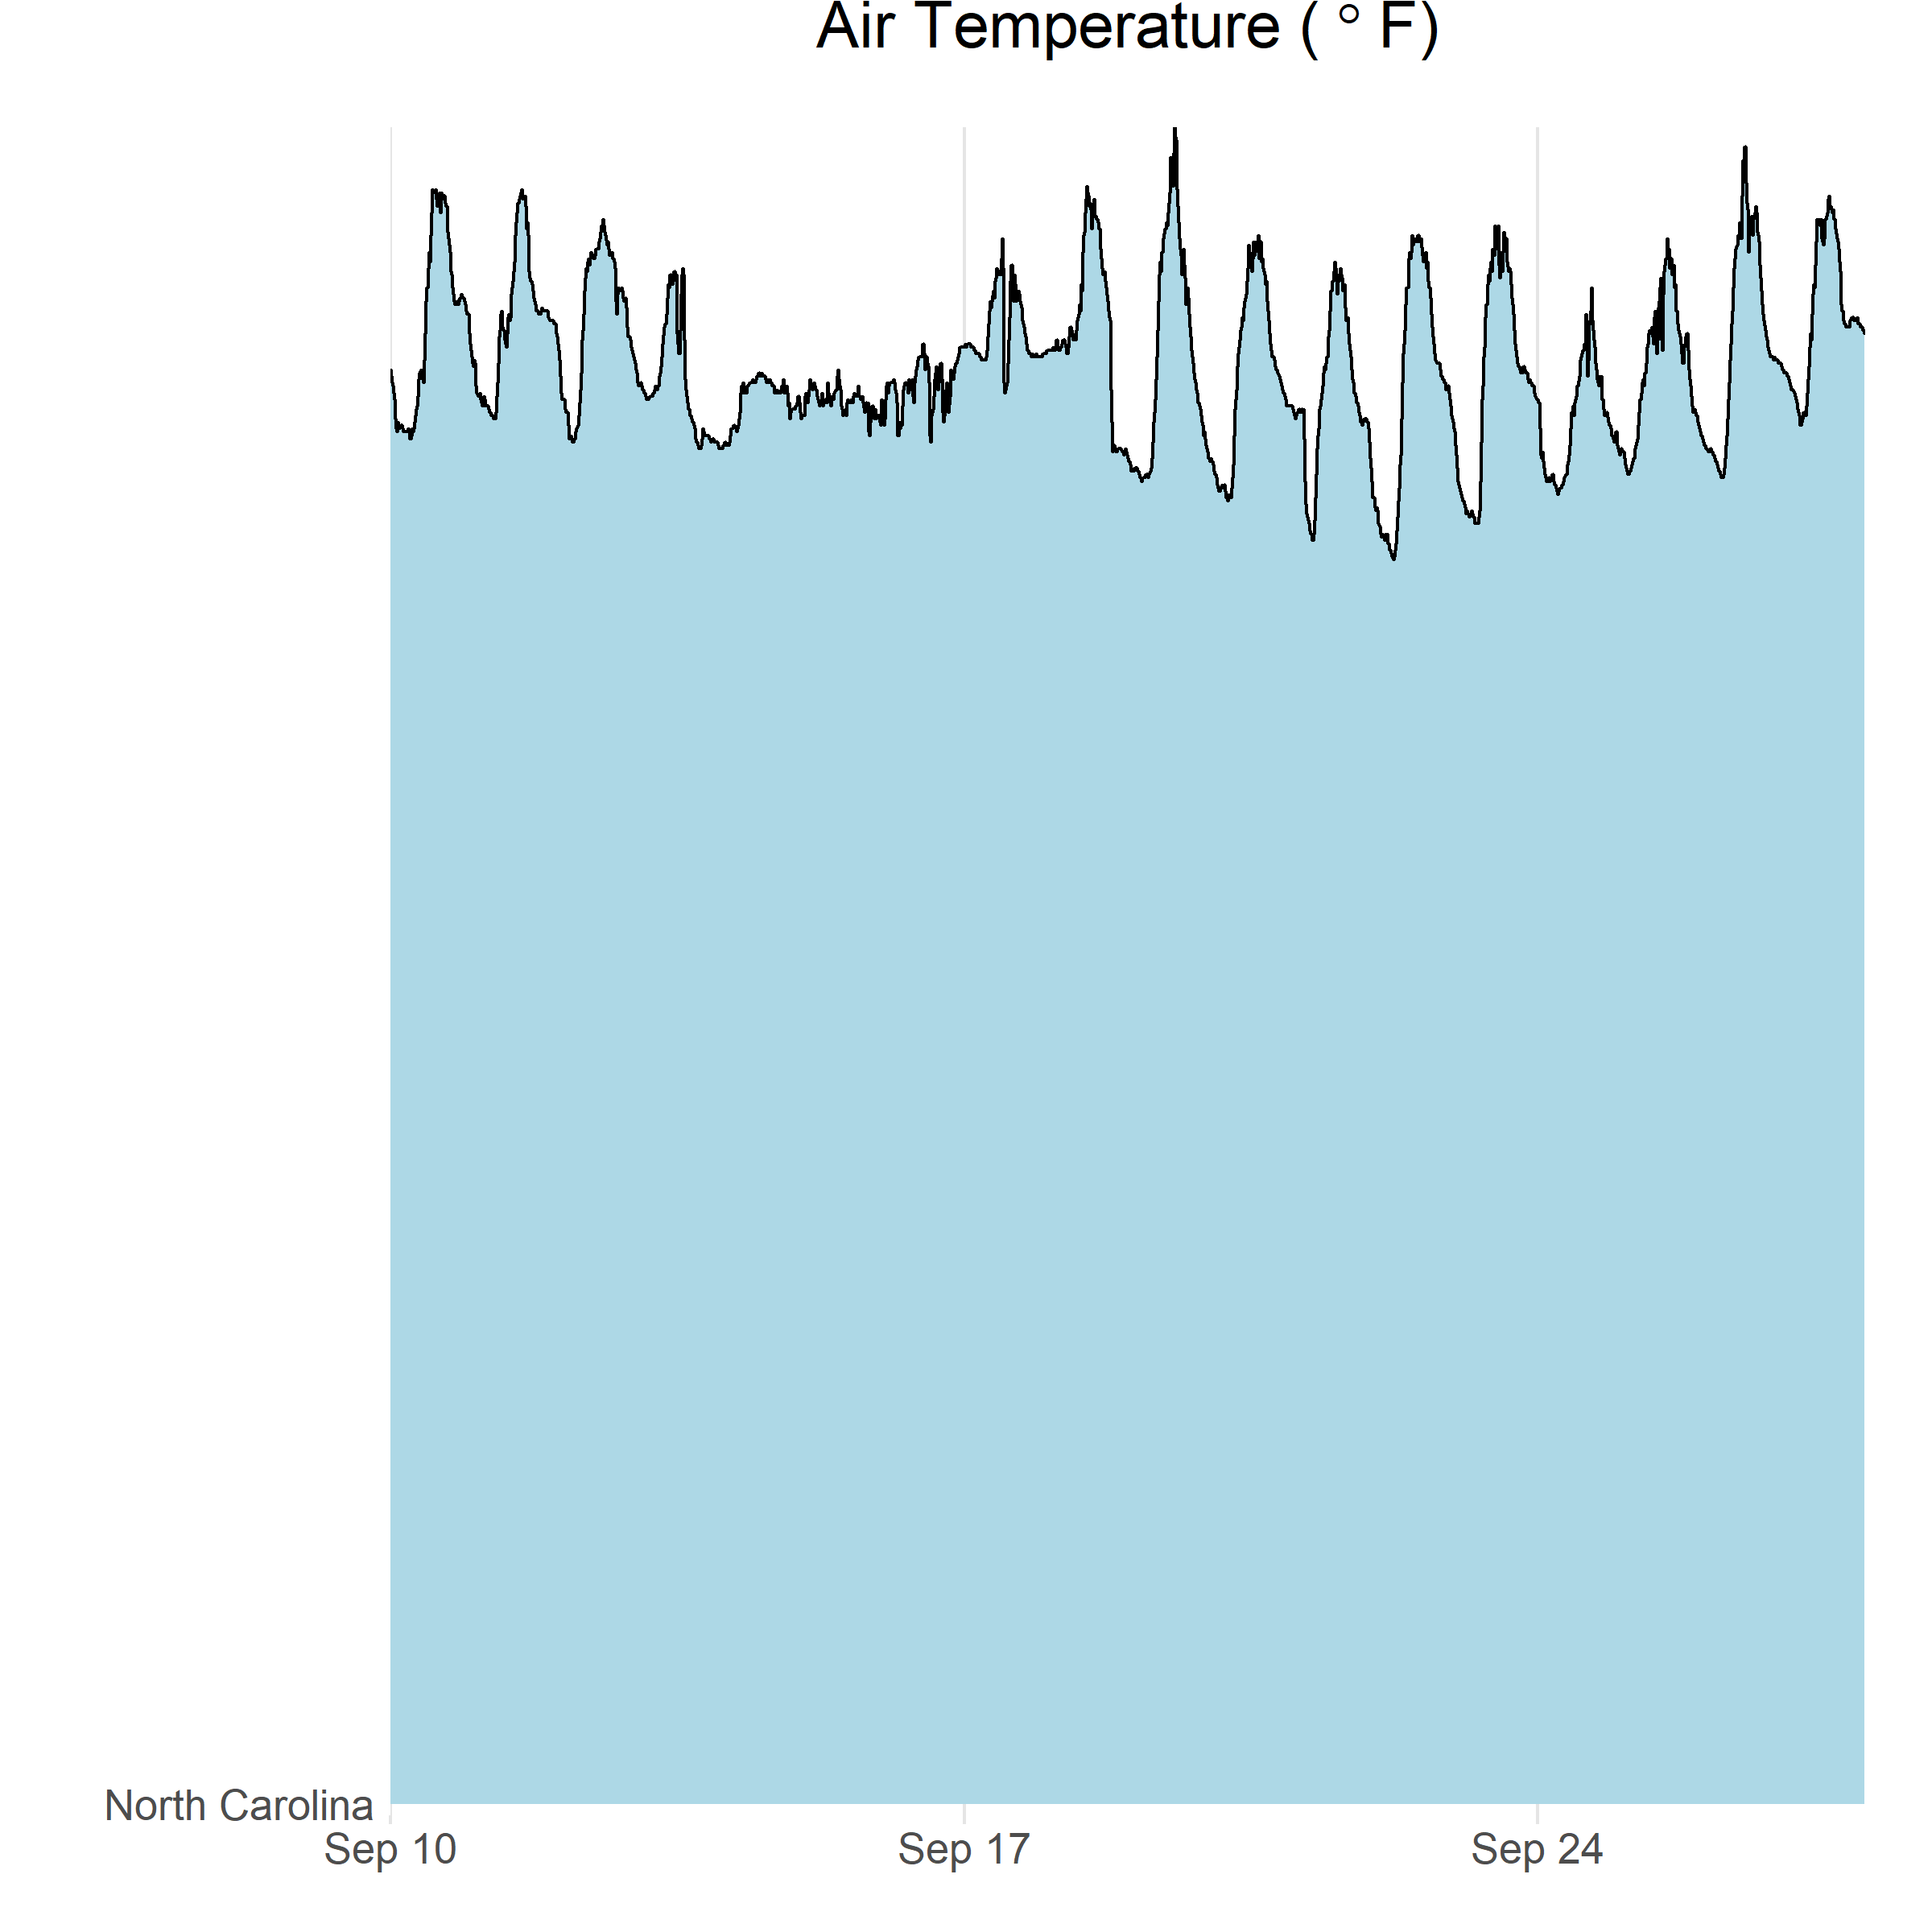 Air Temperature ( ° F)
North Carolina
Sep 10
Sep 17
Sep 24